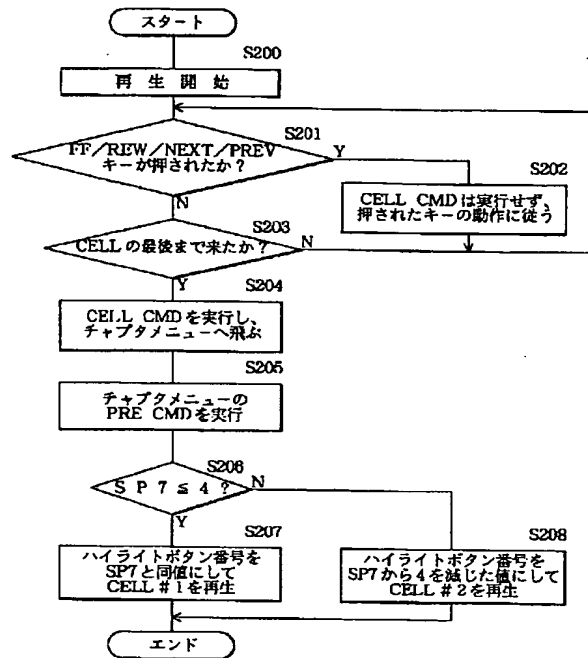 スタート
S200
再 生 開 始
S201
FF/REW/NEXT/PREV
キーが押されたか?
Y
N
S202
CELL CMDは実行せず、
押されたキーの動作に従う
S203
CELLの最後まで来たか?
N
Y
S204
CELL CMDを実行し、
チャプタメニューへ飛ぶ
S205
チャプタメニューの
PRE CMDを実行
S206
S P 7 ≦ 4 ?
N
Y
S207
ハイライトボタン番号を
SP7と同値にして
CELL #1を再生
S208
ハイライトボタン番号を
SP7から4を減じた値にして
CELL #2を再生
エンド